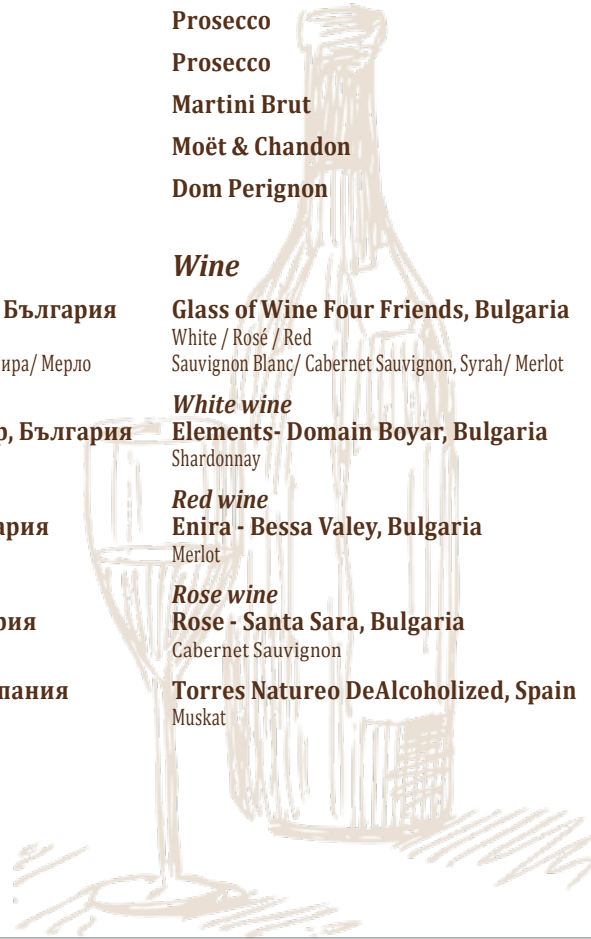 България
ира/ Мерло
р, България
ария
рия
пания
Prosecco
Prosecco
Martini Brut
Moët & Chandon
Dom Perignon
Wine
Glass of Wine Four Friends, Bulgaria
White / Rosé / Red
Sauvignon Blanc/ Cabernet Sauvignon, Syrah/ Merlot
White wine
Elements- Domain Boyar, Bulgaria
Shardonnay
Red wine
Enira - Bessa Valey, Bulgaria
Merlot
Rose wine
Rose - Santa Sara, Bulgaria
Cabernet Sauvignon
Torres Natureo DeAlcoholized, Spain
Muskat